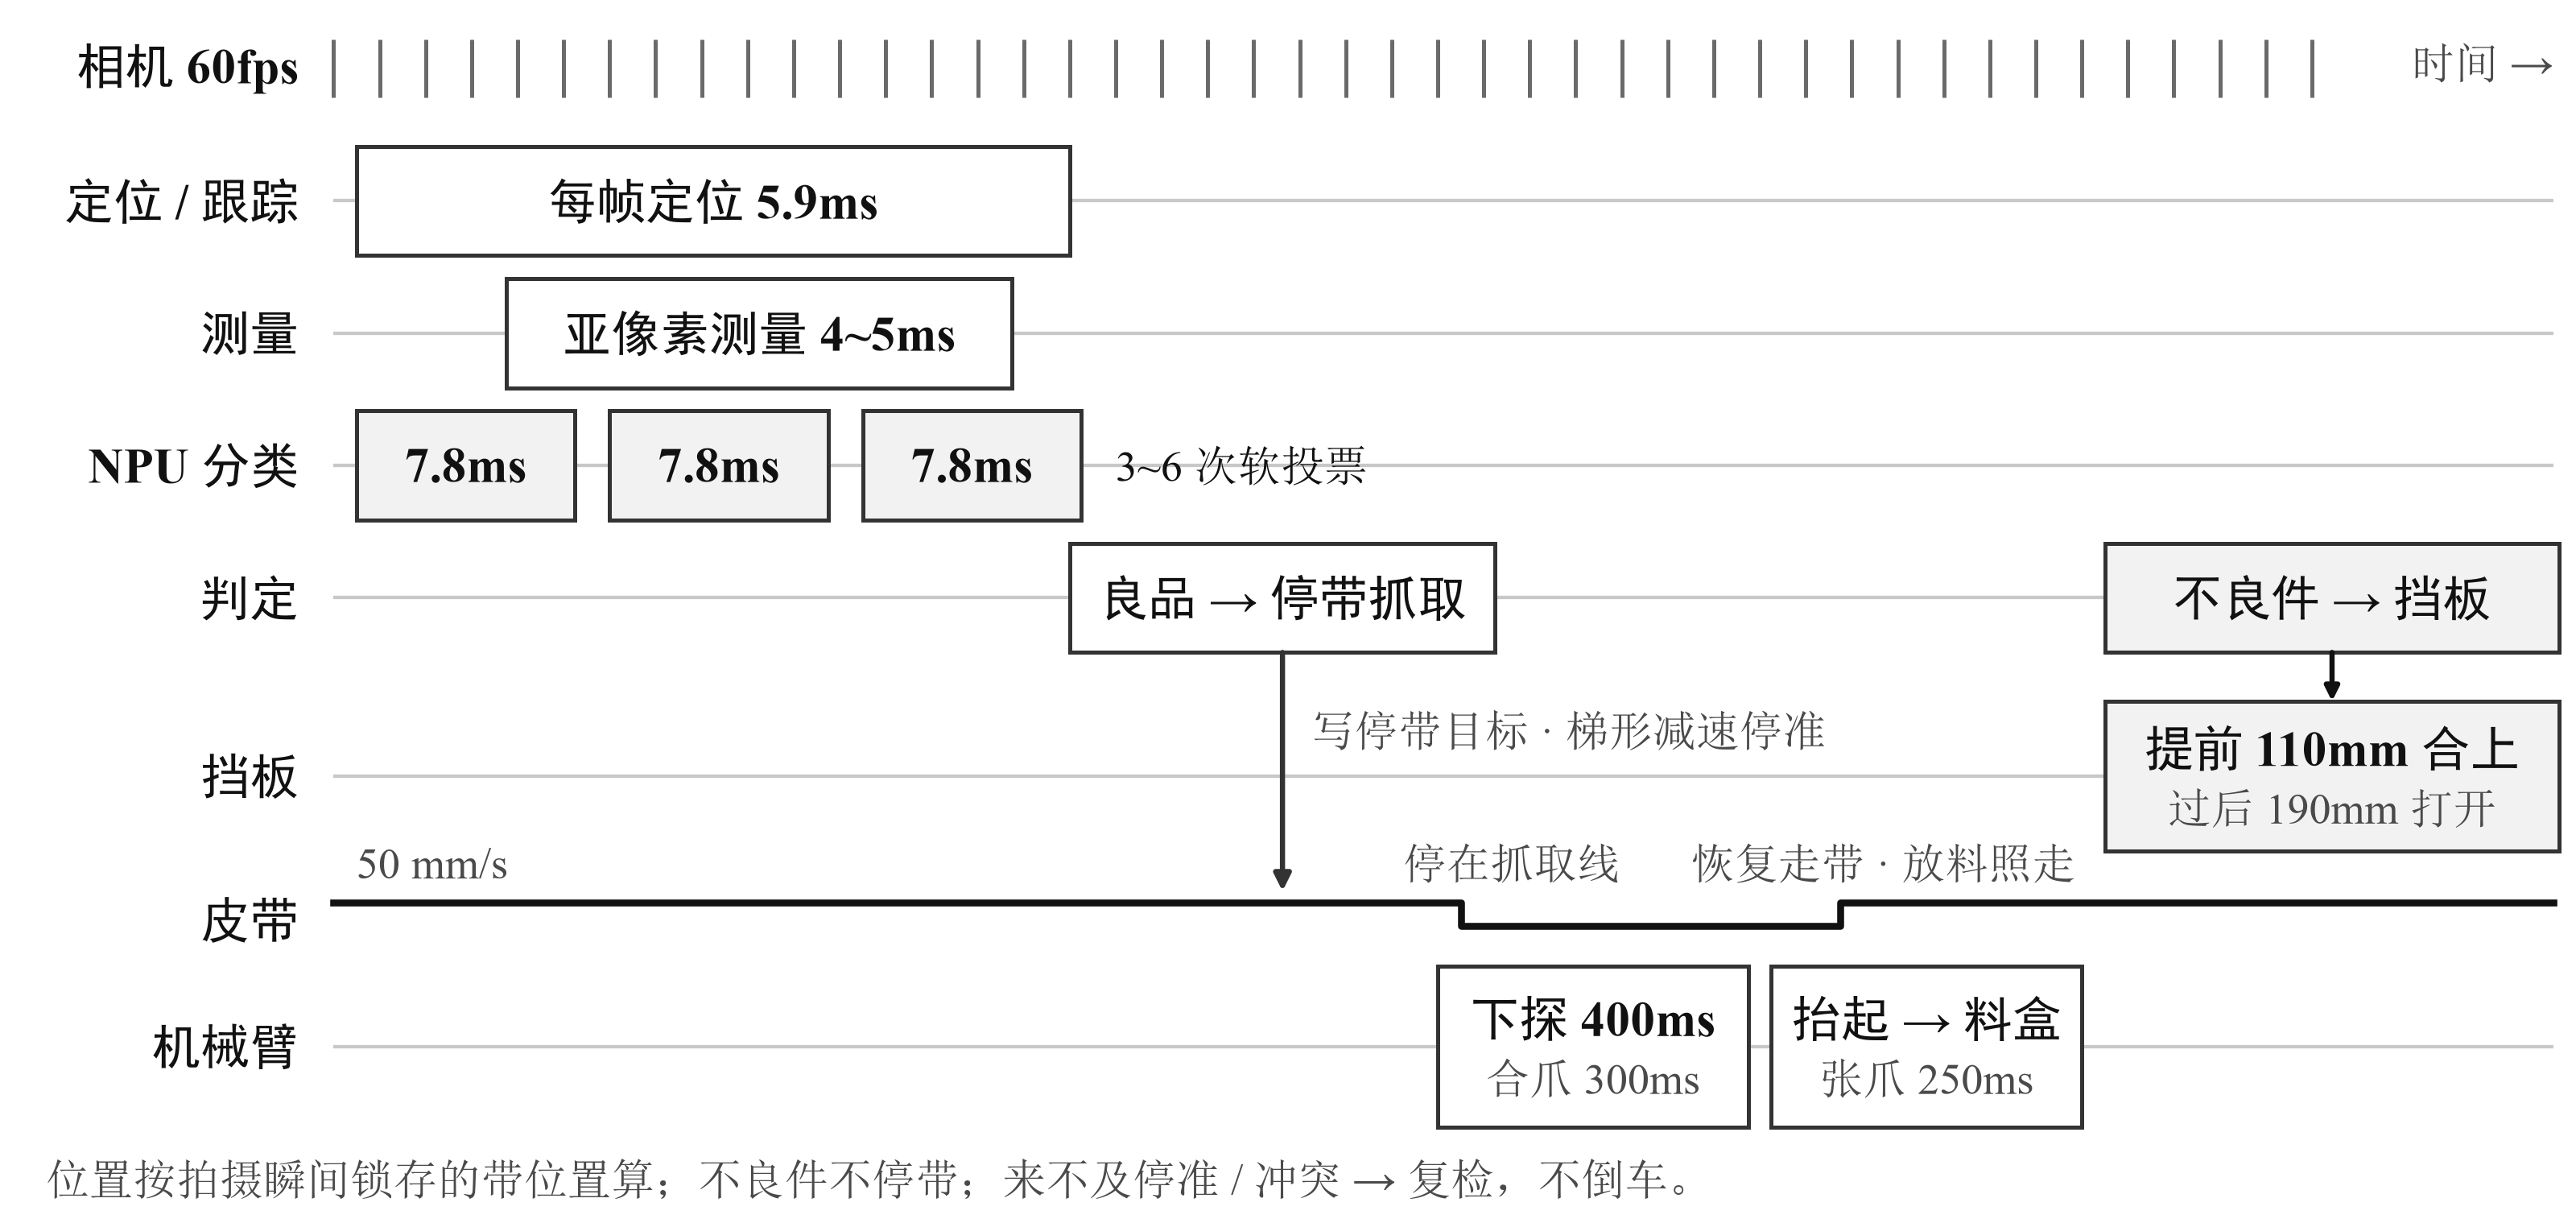 相机 60fps
时间 →
定位 / 跟踪
每帧定位 5.9ms
测量
亚像素测量 4~5ms
NPU 分类
7.8ms
7.8ms
7.8ms
3~6 次软投票
判定
良品 → 停带抓取
不良件 → 挡板
写停带目标 · 梯形减速停准
挡板
提前 110mm 合上
过后 190mm 打开
50 mm/s
停在抓取线
恢复走带 · 放料照走
皮带
机械臂
下探 400ms
合爪 300ms
抬起 → 料盒
张爪 250ms
位置按拍摄瞬间锁存的带位置算；不良件不停带；来不及停准 / 冲突 → 复检，不倒车。